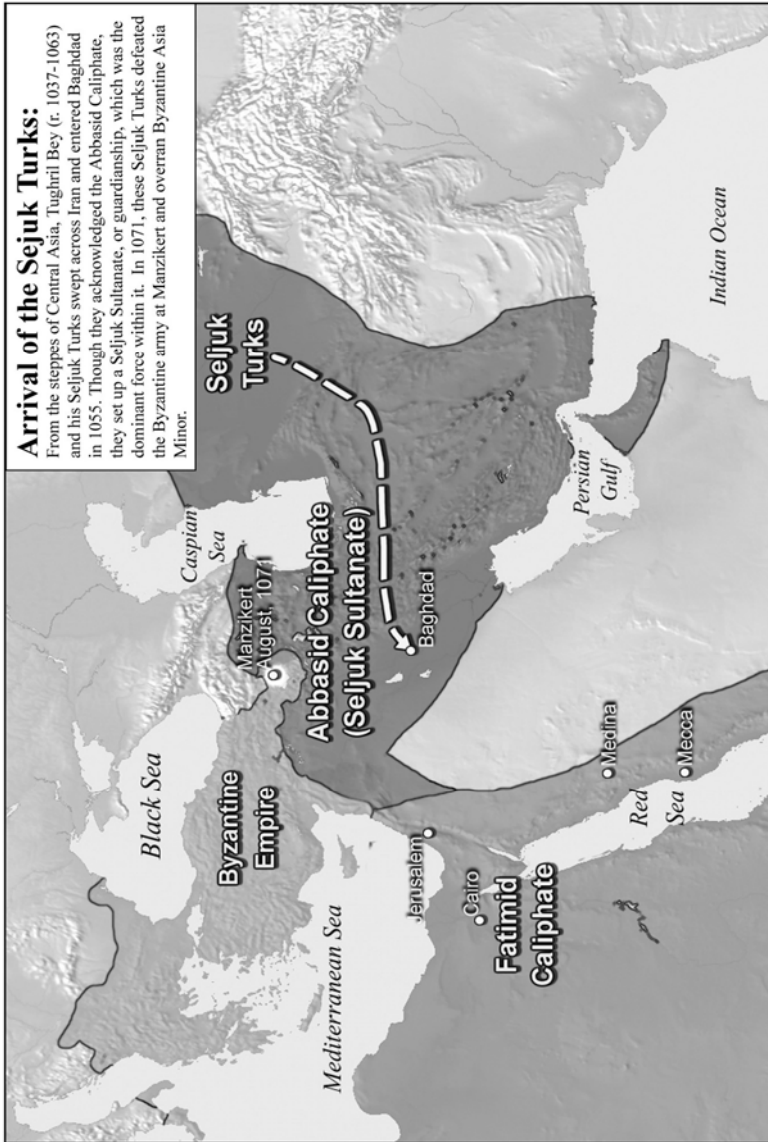 Arrival of the Sejuk Turks:
From the steppes of Central Asia, Tughril Bey (r. 1037-1063)
and his Seljuk Turks swept across Iran and entered Baghdad
in 1055. Though they acknowledged the Abbasid Caliphate,
they set up a Seljuk Sultanate, or guardianship, which was the
dominant force within it. In 1071, these Seljuk Turks defeated
the Byzantine army at Manzikert and overran Byzantine Asia
Minor.
Black Sea
Caspian
Sea
Manzikert
August, 1071
Byzantine
Empire
Seljuk
Turks
Abbasid Caliphate
(Seljuk Sultanate)
Mediterranean Sea
Baghdad
Jerusalem
Cairo
Fatimid
Caliphate
Persian
Gulf
Medina
Mecca
Red
Sea
Indian Ocean